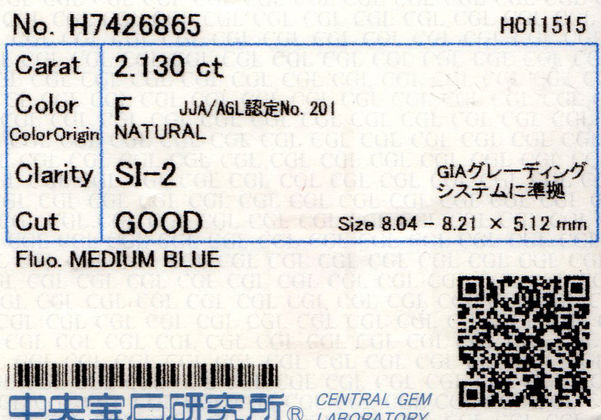 No. H7426865 H011515
Carat 2.130 ct
Color F JJA/AGL認定No. 201
ColorOrigin NATURAL
Clarity SI-2 GIAグレーディング
システムに準拠
Cut GOOD Size 8.04 - 8.21 × 5.12 mm
Fluo. MEDIUM BLUE
中央宝石研究所® CENTRAL GEM
LABORATORY